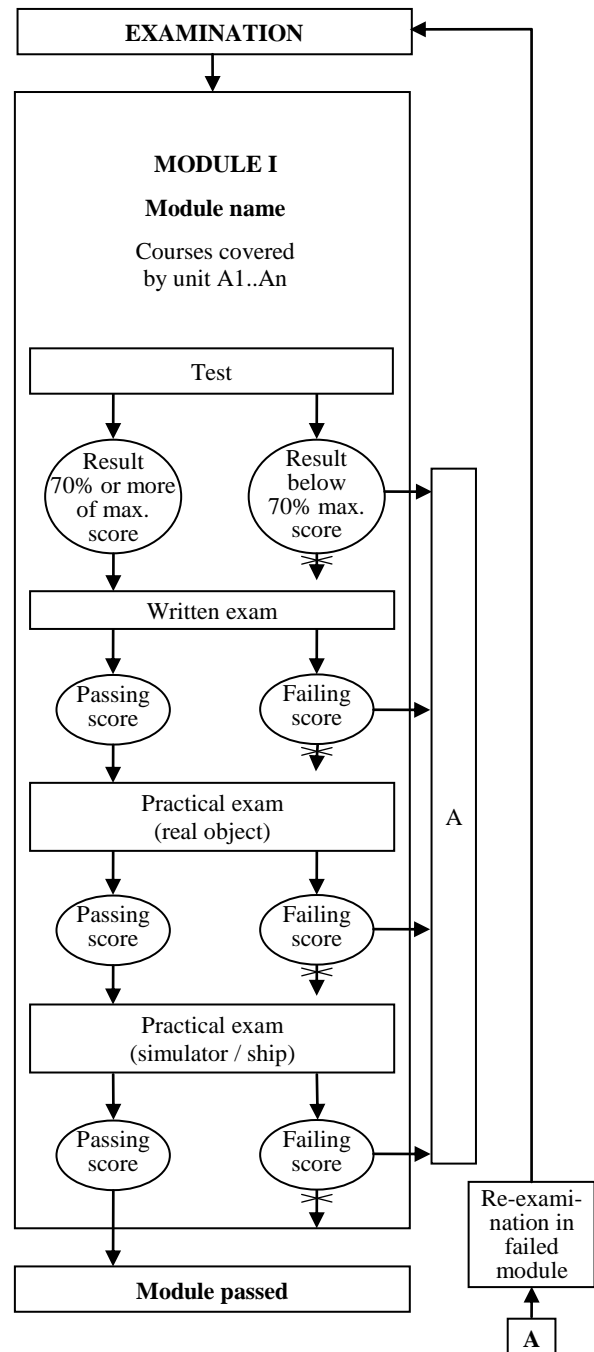 EXAMINATION
MODULE I
Module name
Courses covered
by unit A1..An
Test
Result
70% or more
of max.
score
Result
below
70% max.
score
Written exam
Passing
score
Failing
score
Practical exam
(real object)
A
Passing
score
Failing
score
Practical exam
(simulator / ship)
Passing
score
Failing
score
Re-exami-
nation in
failed
module
Module passed
A